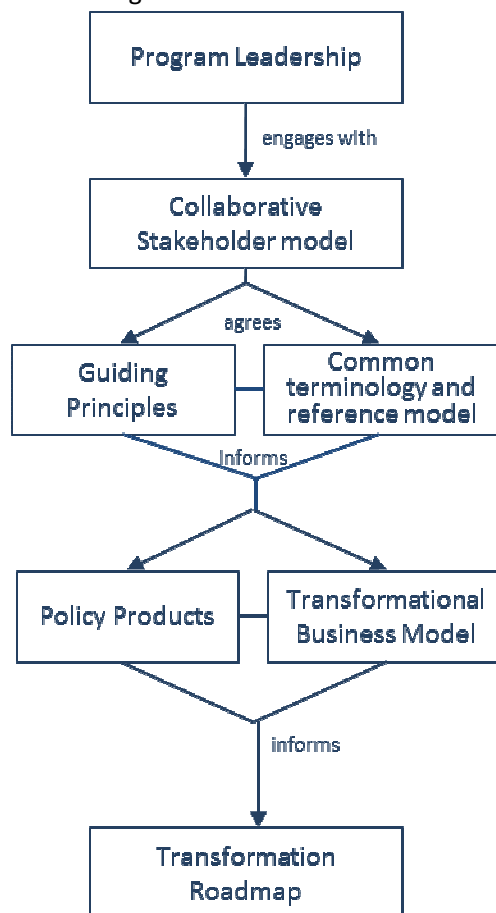 Program Leadership
engages with
Collaborative
Stakeholder model
agrees
Guiding
Principles
Common
terminology and
reference model
Informs
Policy Products
Transformational
Business Model
informs
Transformation
Roadmap